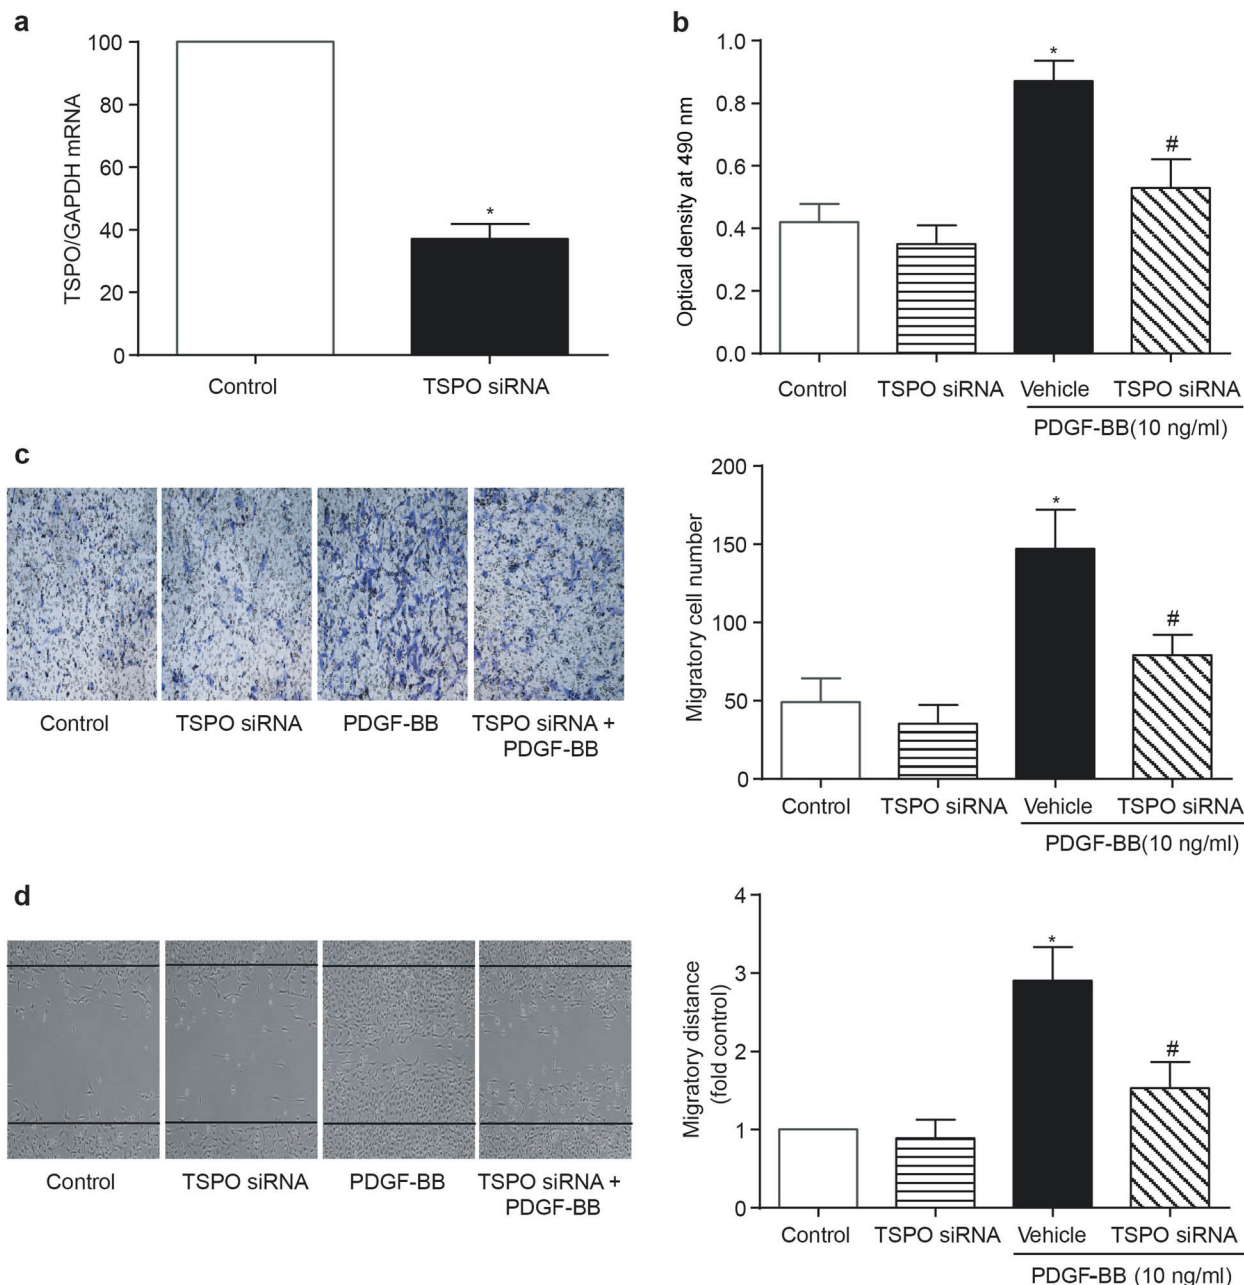 a
TSPO/GAPDH mRNA
100
80
60
40
20
0
*
Control
TSPO siRNA
b
Optical density at 490 nm
1.0
0.8
0.6
0.4
0.2
0.0
*
#
Control
TSPO siRNA
Vehicle
TSPO siRNA
PDGF-BB(10 ng/ml)
c
Control
TSPO siRNA
PDGF-BB
TSPO siRNA +
PDGF-BB
Migratory cell number
200
150
100
50
0
*
#
Control
TSPO siRNA
Vehicle
TSPO siRNA
PDGF-BB(10 ng/ml)
d
Control
TSPO siRNA
PDGF-BB
TSPO siRNA +
PDGF-BB
Migratory distance
(fold control)
4
3
2
1
0
*
#
Control
TSPO siRNA
Vehicle
TSPO siRNA
PDGF-BB (10 ng/ml)